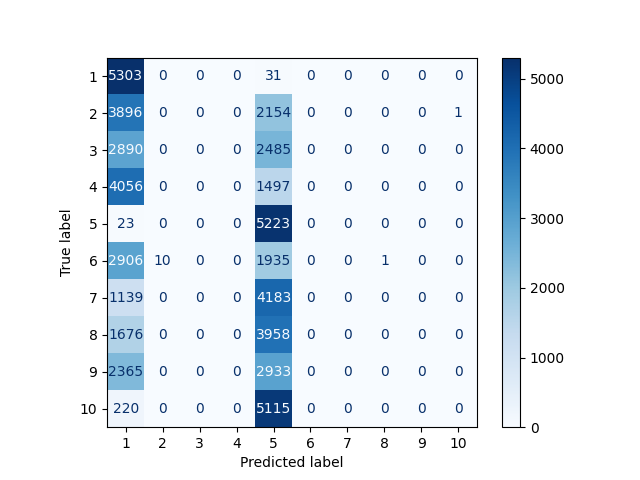 1 5303 0 0 0 31 0 0 0 0 0
2 3896 0 0 0 2154 0 0 0 0 1
3 2890 0 0 0 2485 0 0 0 0 0
4 4056 0 0 0 1497 0 0 0 0 0
5 23 0 0 0 5223 0 0 0 0 0
6 2906 10 0 0 1935 0 0 1 0 0
7 1139 0 0 0 4183 0 0 0 0 0
8 1676 0 0 0 3958 0 0 0 0 0
9 2365 0 0 0 2933 0 0 0 0 0
10 220 0 0 0 5115 0 0 0 0 0
1 2 3 4 5 6 7 8 9 10
Predicted label
True label
5000
4000
3000
2000
1000
0